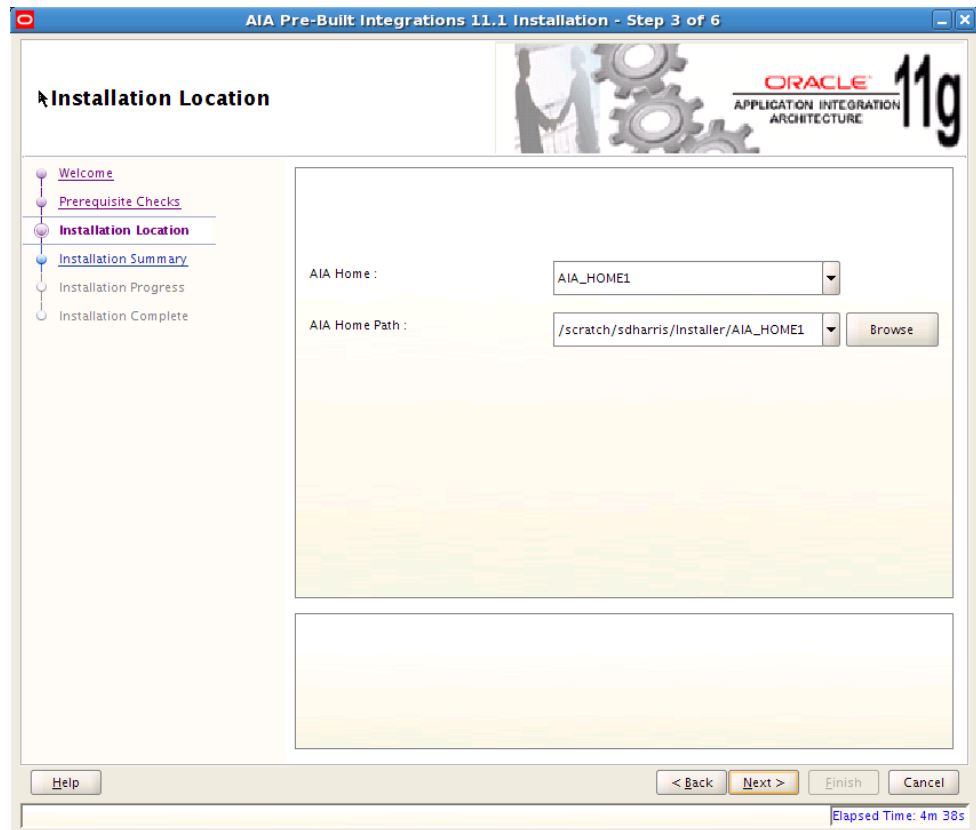 AIA Pre-Built Integrations 11.1 Installation - Step 3 of 6
Installation Location
ORACLE
APPLICATION INTEGRATION
ARCHITECTURE
11g
Welcome
Prerequisite Checks
Installation Location
Installation Summary
Installation Progress
Installation Complete
AIA Home :
AIA_HOME1
AIA Home Path :
/scratch/sdharris/Installer/AIA_HOME1
Browse
Help
< Back
Next >
Finish
Cancel
Elapsed Time: 4m 38s